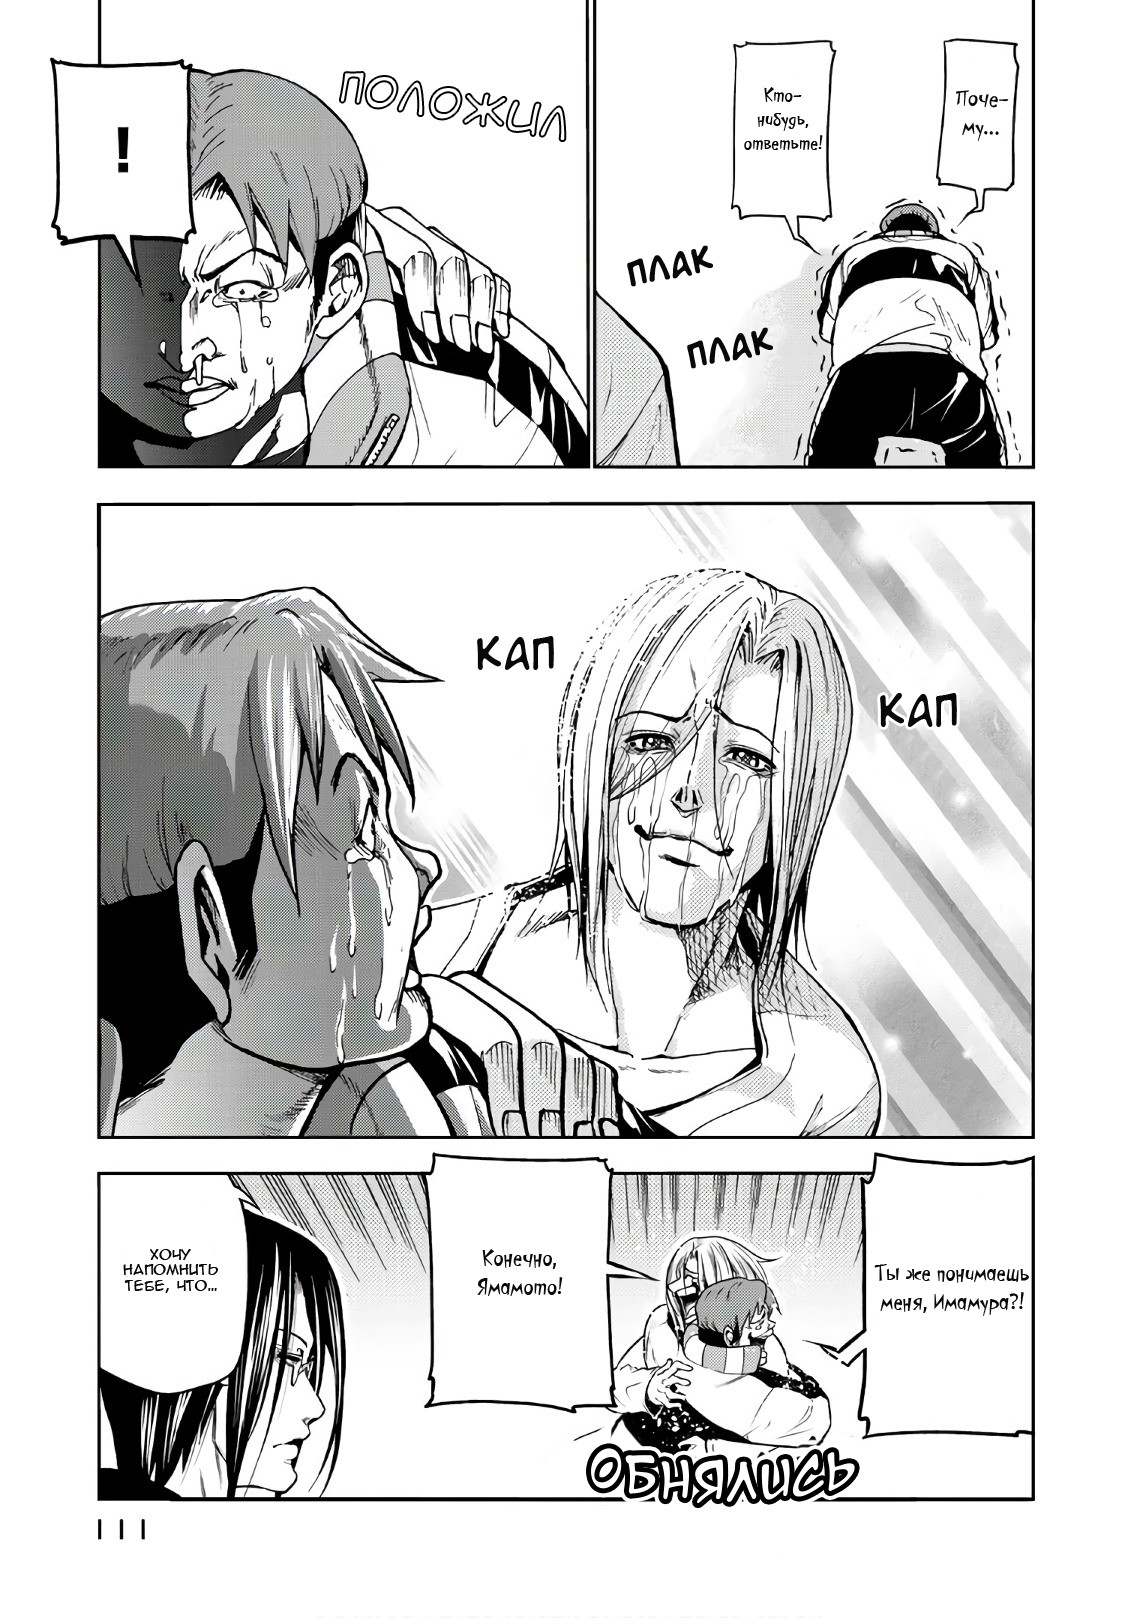 Поче-
му...
Кто-
нибудь,
ответьте!
ПЛАК
ПЛАК
ПОЛОЖИЛ
!
КАП
КАП
Ты же понимаешь
меня, Имамура?!
Конечно,
Ямамото!
ОБНЯЛИСЬ
ХОЧУ
НАПОМНИТЬ
ТЕБЕ, ЧТО...
111